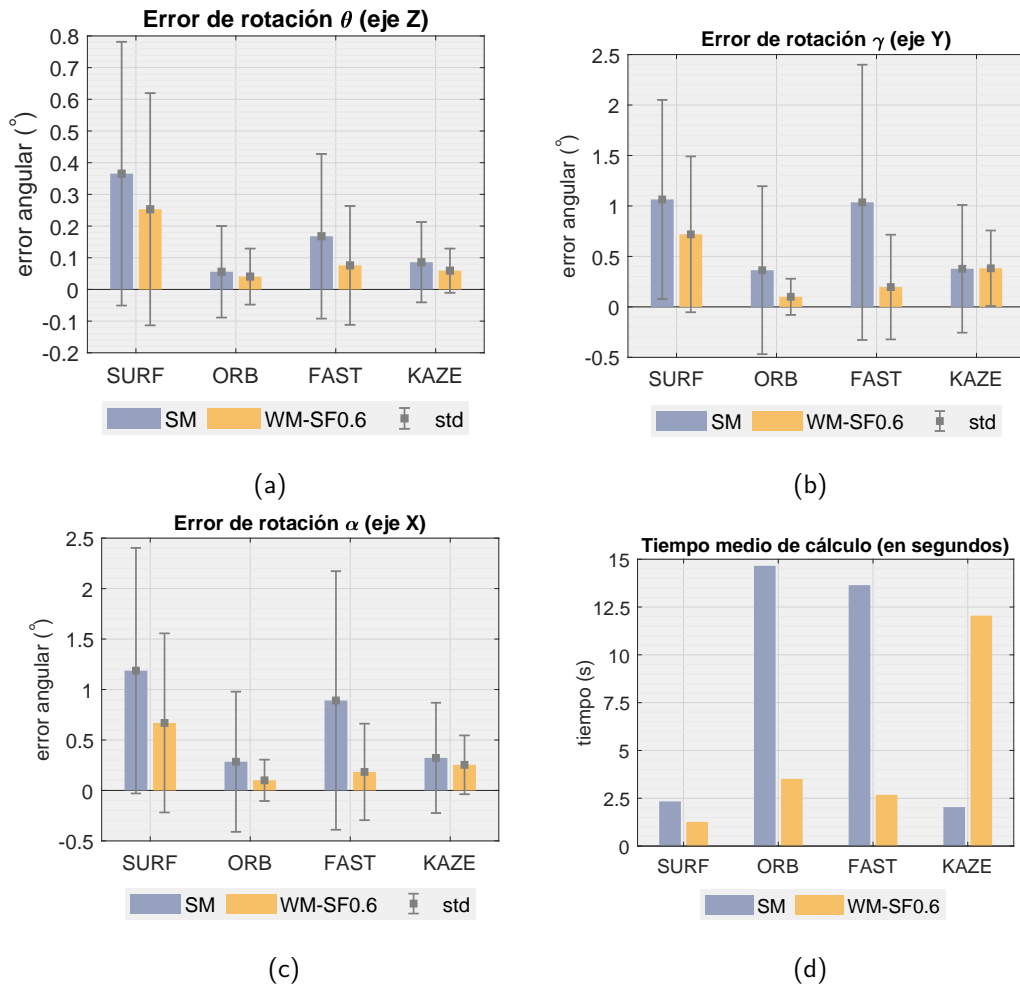 Error de rotación θ (eje Z)
0.8
0.7
0.6
0.5
0.4
0.3
0.2
0.1
0
-0.1
-0.2
error angular (°)
SURF ORB FAST KAZE
SM WM-SF0.6 std
(a)
Error de rotación γ (eje Y)
2.5
2
1.5
1
0.5
0
-0.5
error angular (°)
SURF ORB FAST KAZE
SM WM-SF0.6 std
(b)
Error de rotación α (eje X)
2.5
2
1.5
1
0.5
0
-0.5
error angular (°)
SURF ORB FAST KAZE
SM WM-SF0.6 std
(c)
Tiempo medio de cálculo (en segundos)
15
12.5
10
7.5
5
2.5
0
tiempo (s)
SURF ORB FAST KAZE
SM WM-SF0.6
(d)